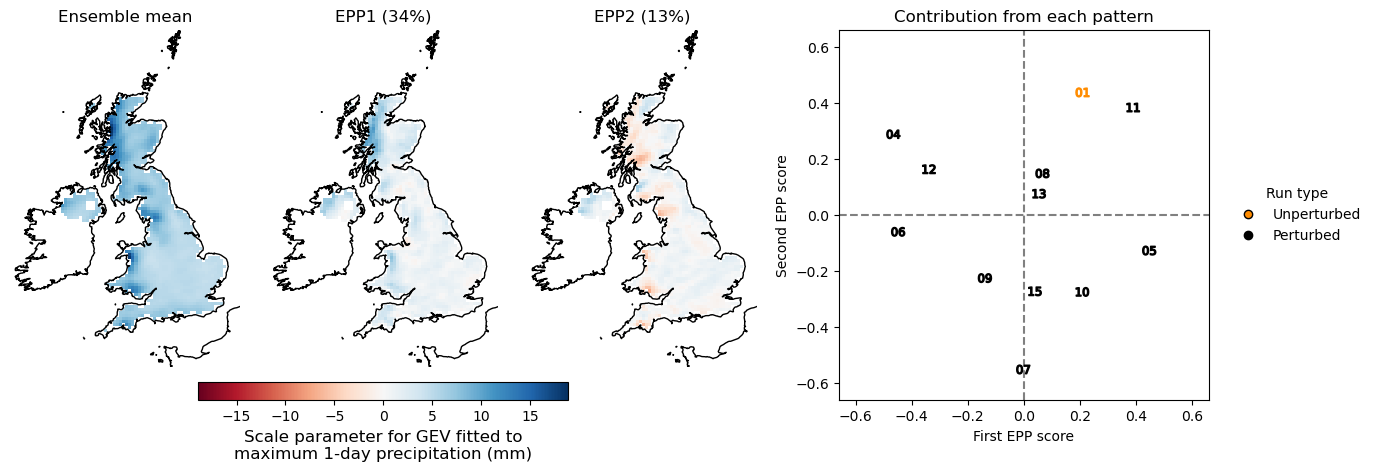 Ensemble mean
EPP1 (34%)
EPP2 (13%)
Contribution from each pattern
−15 −10 −5 0 5 10 15
Scale parameter for GEV fitted to
maximum 1-day precipitation (mm)
Second EPP score
0.6
0.4
0.2
0.0
−0.2
−0.4
−0.6
01
11
04
12
08
13
06
05
09
15
10
07
−0.6 −0.4 −0.2 0.0 0.2 0.4 0.6
First EPP score
Run type
Unperturbed
Perturbed